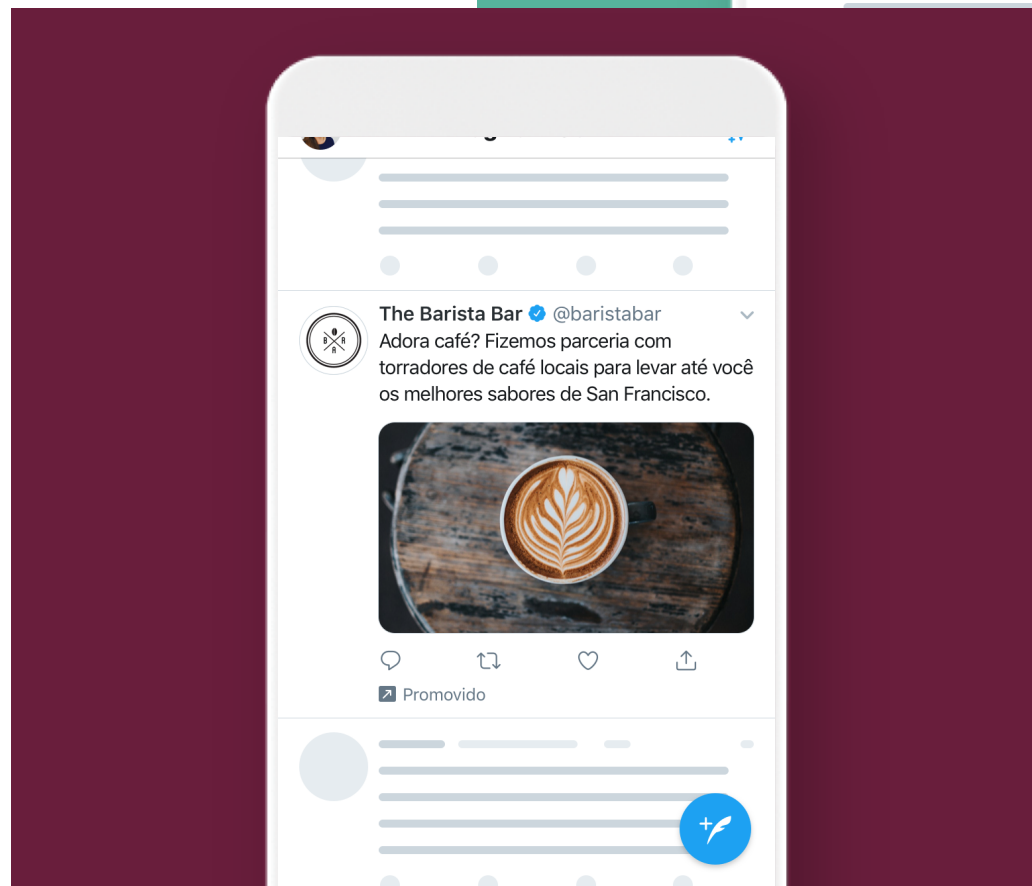 The Barista Bar @baristabar
Adora café? Fizemos parceria com
torradores de café locais para levar até você
os melhores sabores de San Francisco.
Promovido